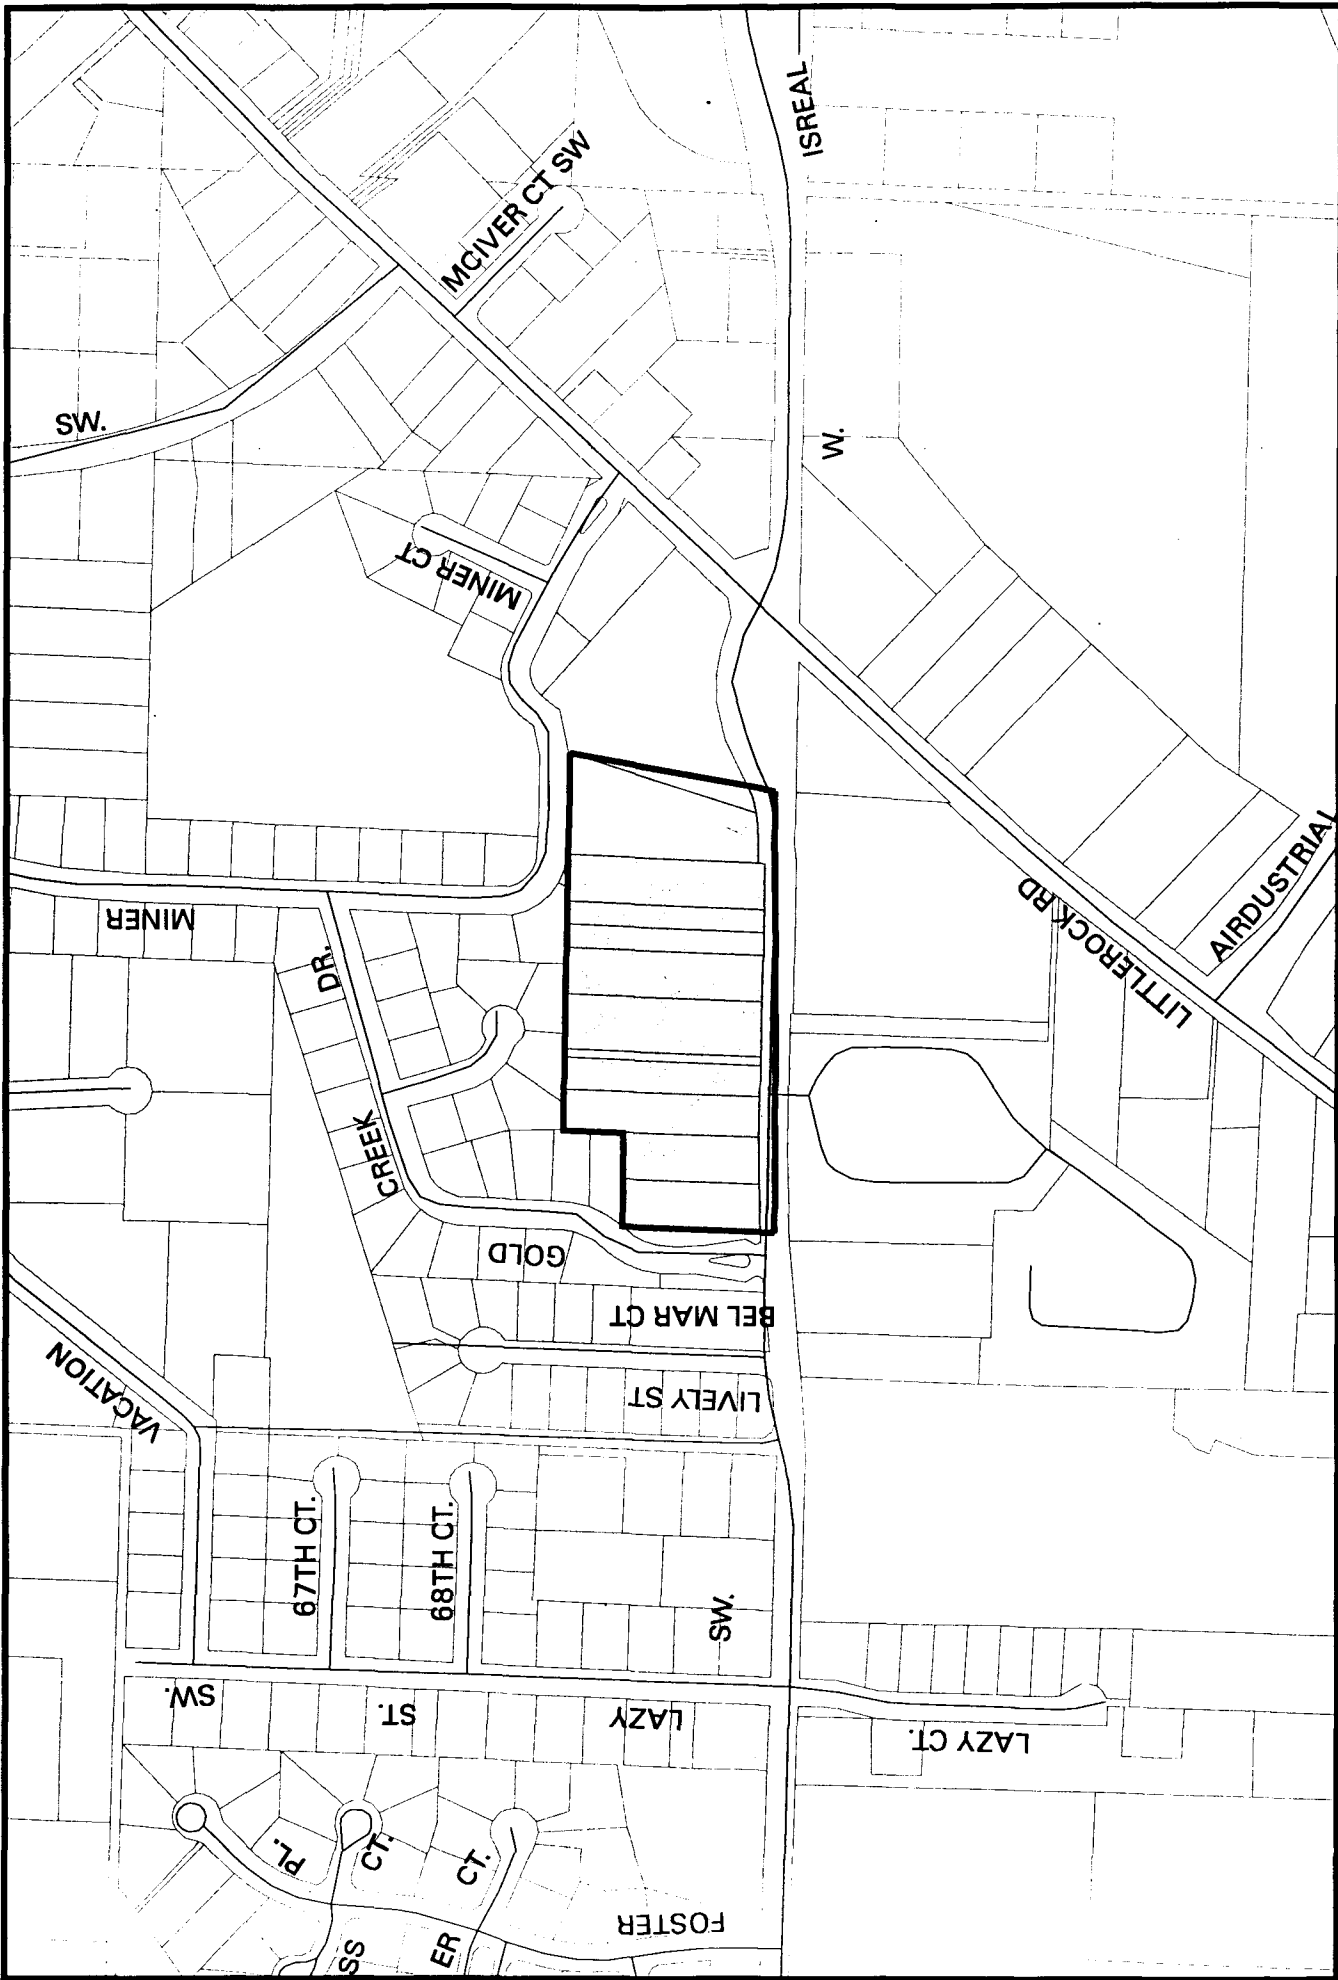 ISREAL
MCIVER CT SW
SW.
W.
MINER CT
AIRDUSTRIAL
LITTLEROCK RD
MINER
DR.
CREEK
GOLD
BEL MAR CT
LIVELY ST
VACATION
67TH CT.
68TH CT.
SW.
SW.
ST.
LAZY
LAZY CT.
PL.
CT.
CT.
FOSTER
SS
ER